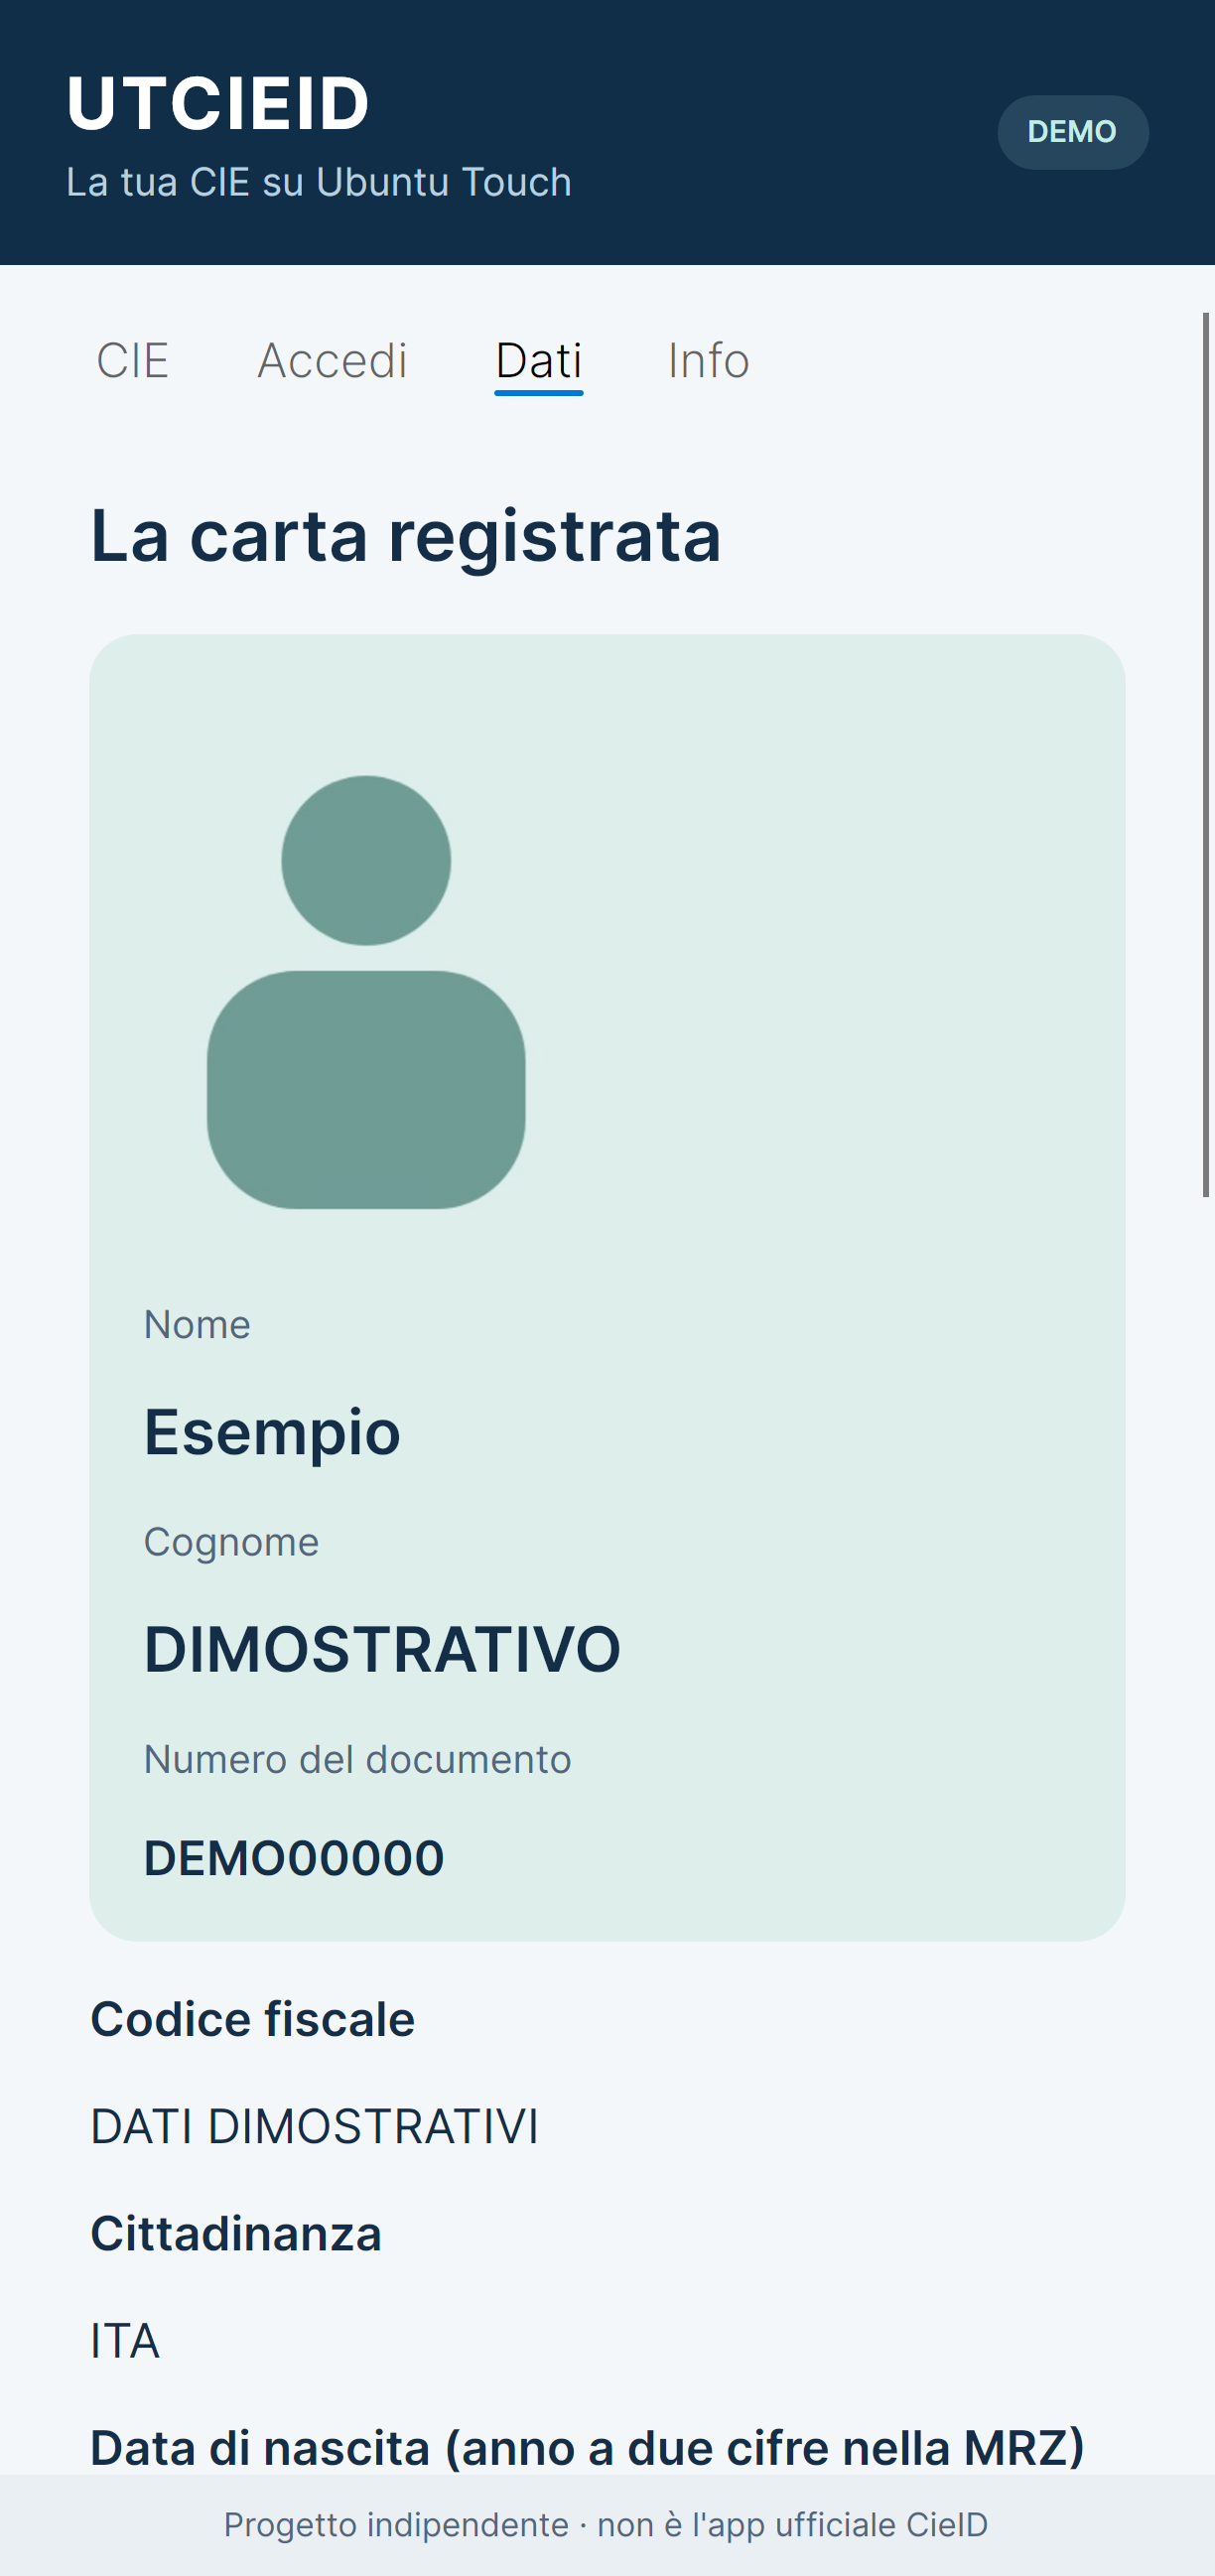 UTCIEID
La tua CIE su Ubuntu Touch
DEMO
CIE Accedi Dati Info
La carta registrata
Nome
Esempio
Cognome
DIMOSTRATIVO
Numero del documento
DEMO00000
Codice fiscale
DATI DIMOSTRATIVI
Cittadinanza
ITA
Data di nascita (anno a due cifre nella MRZ)
Progetto indipendente · non è l'app ufficiale CieID